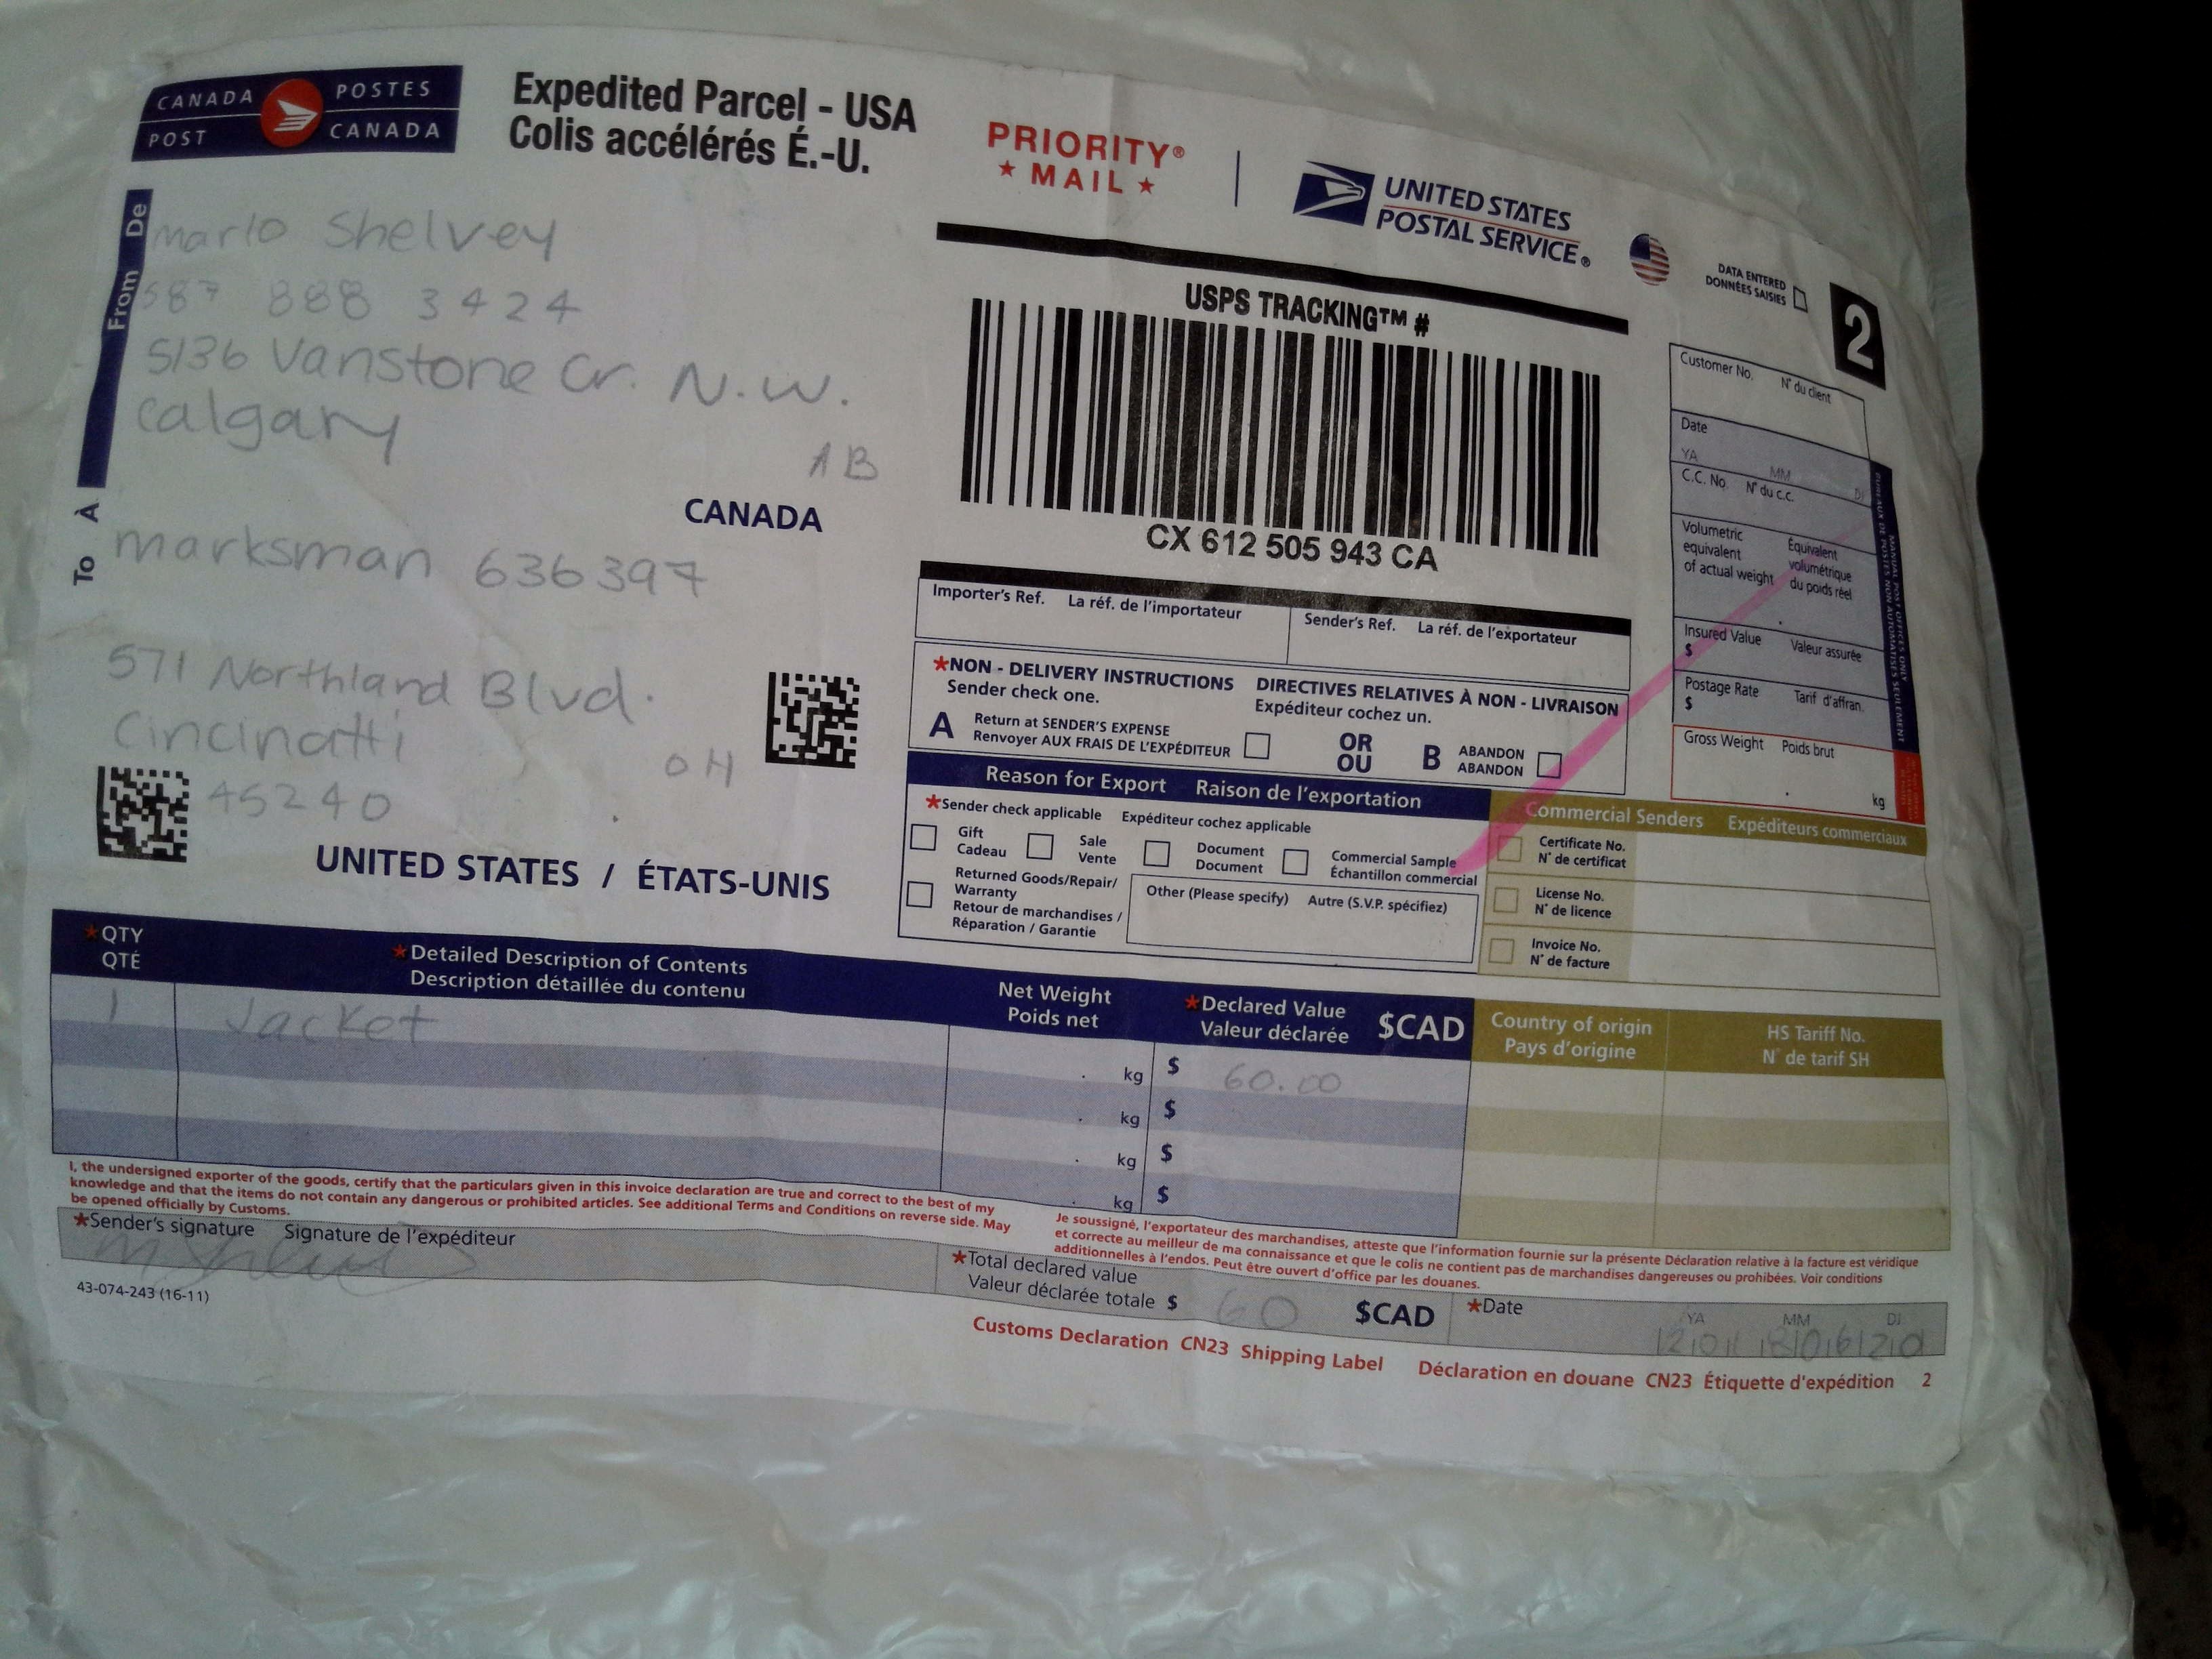 CANADA POSTES
POST CANADA
Expedited Parcel - USA
Colis accélérés É.-U.
PRIORITY®
★ MAIL ★
UNITED STATES
POSTAL SERVICE®
DATA ENTERED
DONNÉES SAISIES
2
From De
Marlo Shelvey
587 888 3424
5136 Vanstone Cr. N.W.
Calgary
AB
CANADA
To À
marksman 636397
571 Northland Blvd.
Cincinatti
OH
45240
UNITED STATES / ÉTATS-UNIS
USPS TRACKING™ #
CX 612 505 943 CA
Importer's Ref. La réf. de l'importateur
Sender's Ref. La réf. de l'exportateur
*NON - DELIVERY INSTRUCTIONS DIRECTIVES RELATIVES À NON - LIVRAISON
Sender check one. Expéditeur cochez un.
A Return at SENDER'S EXPENSE
Renvoyer AUX FRAIS DE L'EXPÉDITEUR
OR
OU
B ABANDON
ABANDON
Reason for Export Raison de l'exportation
*Sender check applicable Expéditeur cochez applicable
Gift
Cadeau
Sale
Vente
Document
Document
Commercial Sample
Échantillon commercial
Returned Goods/Repair/
Warranty
Retour de marchandises /
Réparation / Garantie
Other (Please specify) Autre (S.V.P. spécifiez)
Customer No. N° du client
Date
YA MM DJ
C.C. No. N° du c.c.
Volumetric
equivalent
of actual weight
Équivalent
volumétrique
du poids réel
Insured Value Valeur assurée
$
Postage Rate Tarif d'affran.
$
Gross Weight Poids brut
kg
MANUAL POST OFFICES ONLY
BUREAUX DE POSTES NON AUTOMATISÉS SEULEMENT
Commercial Senders Expéditeurs commerciaux
Certificate No.
N° de certificat
License No.
N° de licence
Invoice No.
N° de facture
*QTY
QTÉ
*Detailed Description of Contents
Description détaillée du contenu
Net Weight
Poids net
*Declared Value
Valeur déclarée
$CAD
Country of origin
Pays d'origine
HS Tariff No.
N° de tarif SH
1 Jacket kg $ 60.00
kg $
kg $
kg $
I, the undersigned exporter of the goods, certify that the particulars given in this invoice declaration are true and correct to the best of my
knowledge and that the items do not contain any dangerous or prohibited articles. See additional Terms and Conditions on reverse side. May
be opened officially by Customs.
Je soussigné, l'exportateur des marchandises, atteste que l'information fournie sur la présente Déclaration relative à la facture est véridique
et correcte au meilleur de ma connaissance et que le colis ne contient pas de marchandises dangereuses ou prohibées. Voir conditions
additionnelles à l'endos. Peut être ouvert d'office par les douanes.
*Sender's signature Signature de l'expéditeur
*Total declared value
Valeur déclarée totale $ 60 $CAD
*Date
YA MM DJ
2018 06 20
43-074-243 (16-11)
Customs Declaration CN23 Shipping Label Déclaration en douane CN23 Étiquette d'expédition 2